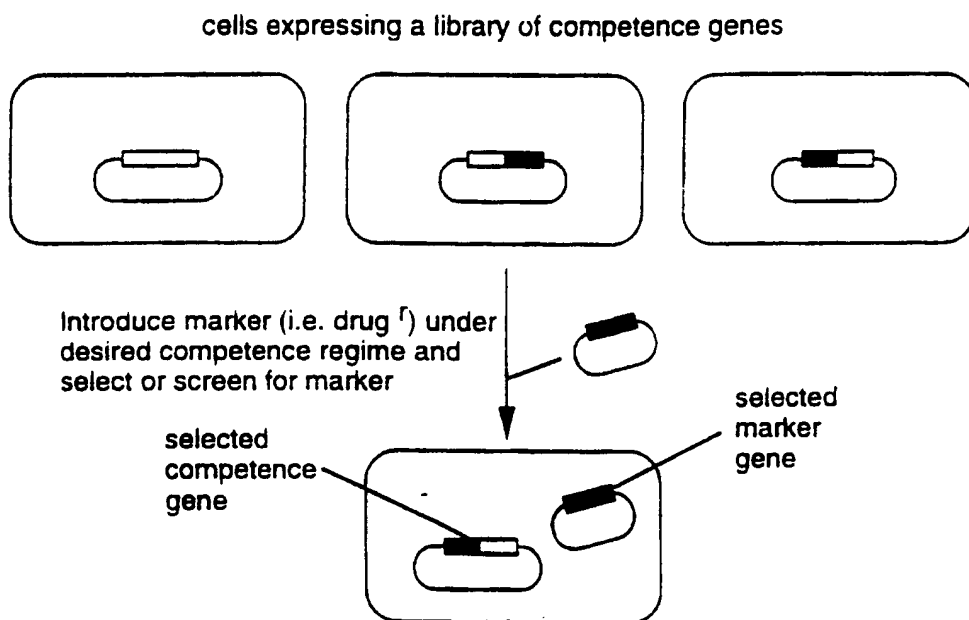 cells expressing a library of competence genes
Introduce marker (i.e. drug r) under
desired competence regime and
select or screen for marker
selected
marker
gene
selected
competence
gene